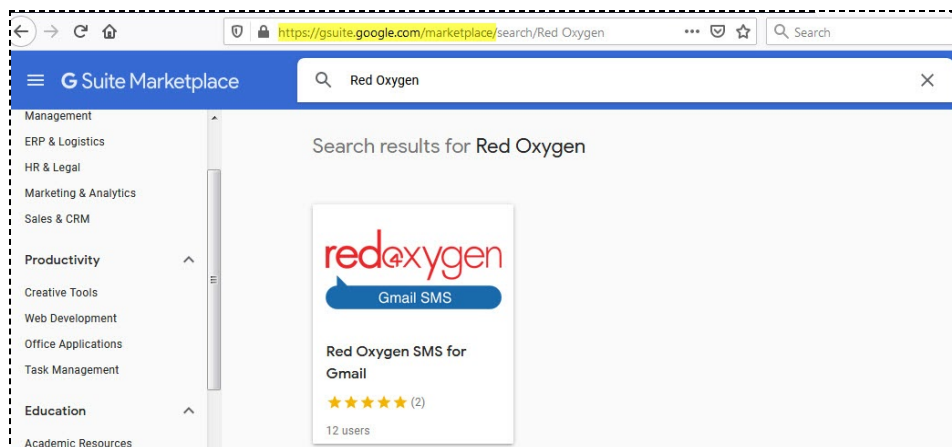 https://gsuite.google.com/marketplace/search/Red Oxygen
Search
G Suite Marketplace
Red Oxygen
Management
ERP & Logistics
HR & Legal
Marketing & Analytics
Sales & CRM
Productivity
Creative Tools
Web Development
Office Applications
Task Management
Education
Academic Resources
Search results for Red Oxygen
redoxygen
Gmail SMS
Red Oxygen SMS for
Gmail
(2)
12 users